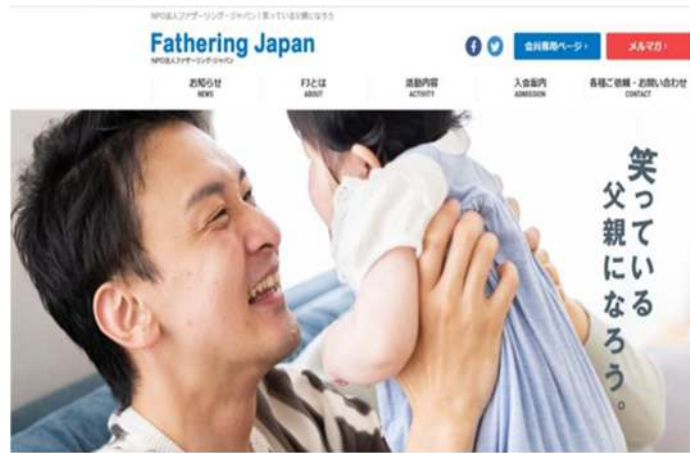 NPO法人ファザーリング・ジャパン｜笑っている父親になろう
Fathering Japan
NPO法人ファザーリング・ジャパン
会員専用ページ
メルマガ
お知らせ
NEWS
FJとは
ABOUT
活動内容
ACTIVITY
入会案内
ADMISSION
各種ご依頼・お問い合わせ
CONTACT
笑っている
父親になろう。